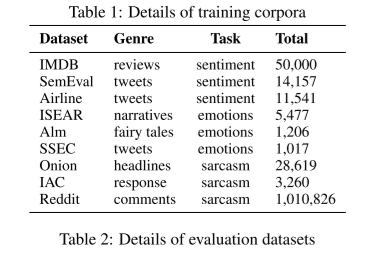 Table 1: Details of training corpora
Dataset Genre Task Total
IMDB reviews sentiment 50,000
SemEval tweets sentiment 14,157
Airline tweets sentiment 11,541
ISEAR narratives emotions 5,477
Alm fairy tales emotions 1,206
SSEC tweets emotions 1,017
Onion headlines sarcasm 28,619
IAC response sarcasm 3,260
Reddit comments sarcasm 1,010,826
Table 2: Details of evaluation datasets